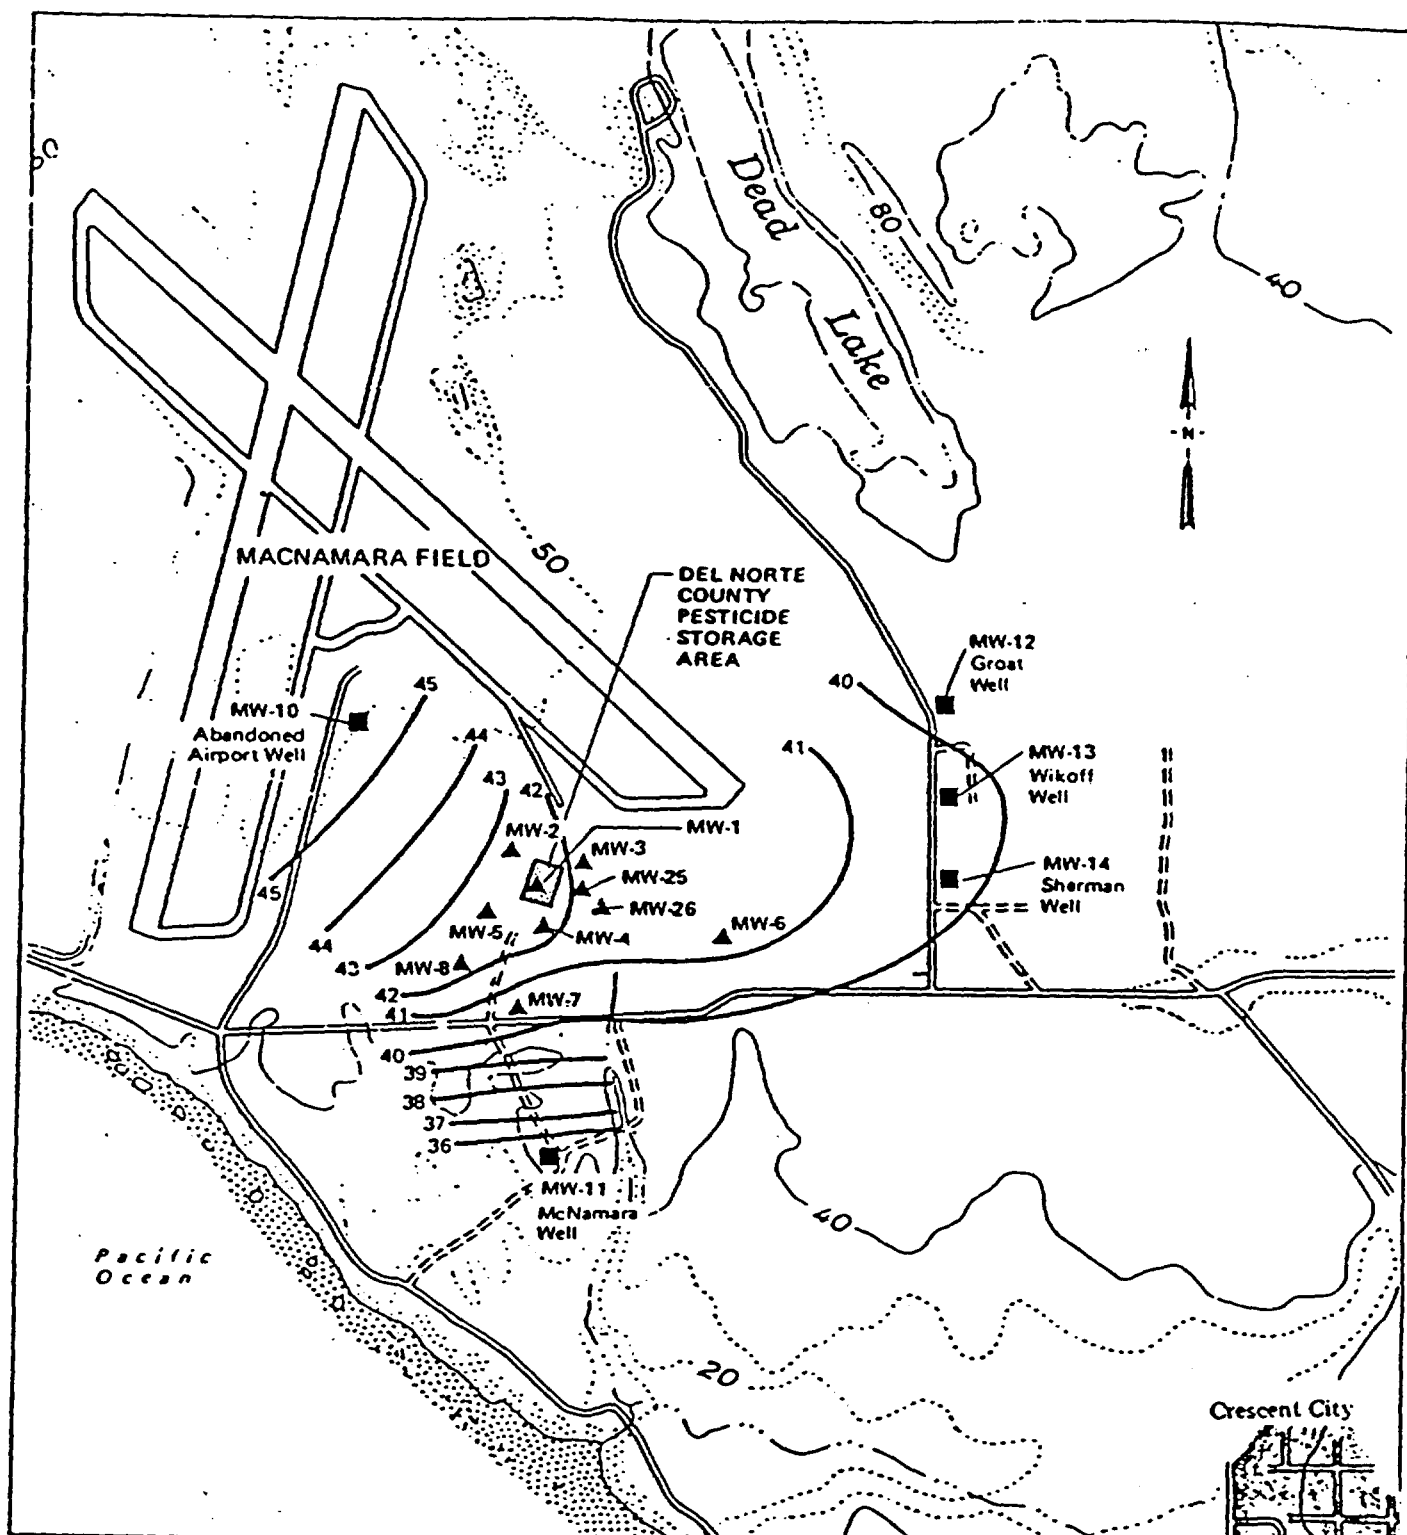 Dead
Lake
80
40
N
MACNAMARA FIELD
50
DEL NORTE
COUNTY
PESTICIDE
STORAGE
AREA
MW-12
Groat
Well
40
45
MW-10
Abandoned
Airport Well
44
41
MW-13
Wikoff
Well
43
42
MW-2
MW-1
MW-3
MW-25
MW-26
MW-14
Sherman
Well
45
MW-5
MW-4
MW-6
44
43
MW-8
42
MW-7
41
40
39
38
37
36
MW-11
McNamara
Well
40
Pacific
Ocean
20
Crescent City